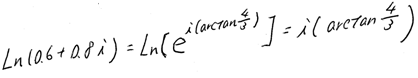 Ln(0.6+0.8i) = Ln[e^{i(arctan 4/3)}] = i(arctan 4/3)